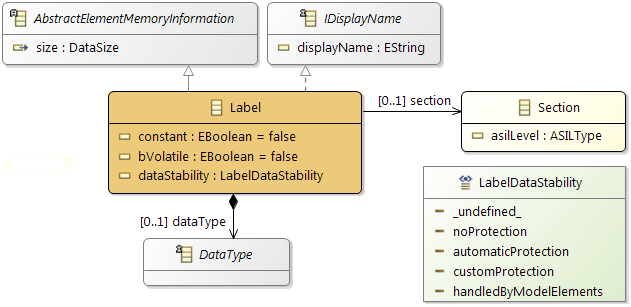 AbstractElementMemoryInformation
size : DataSize
IDisplayName
displayName : EString
Label
constant : EBoolean = false
bVolatile : EBoolean = false
dataStability : LabelDataStability
[0..1] section
Section
asilLevel : ASILType
[0..1] dataType
DataType
LabelDataStability
_undefined_
noProtection
automaticProtection
customProtection
handledByModelElements